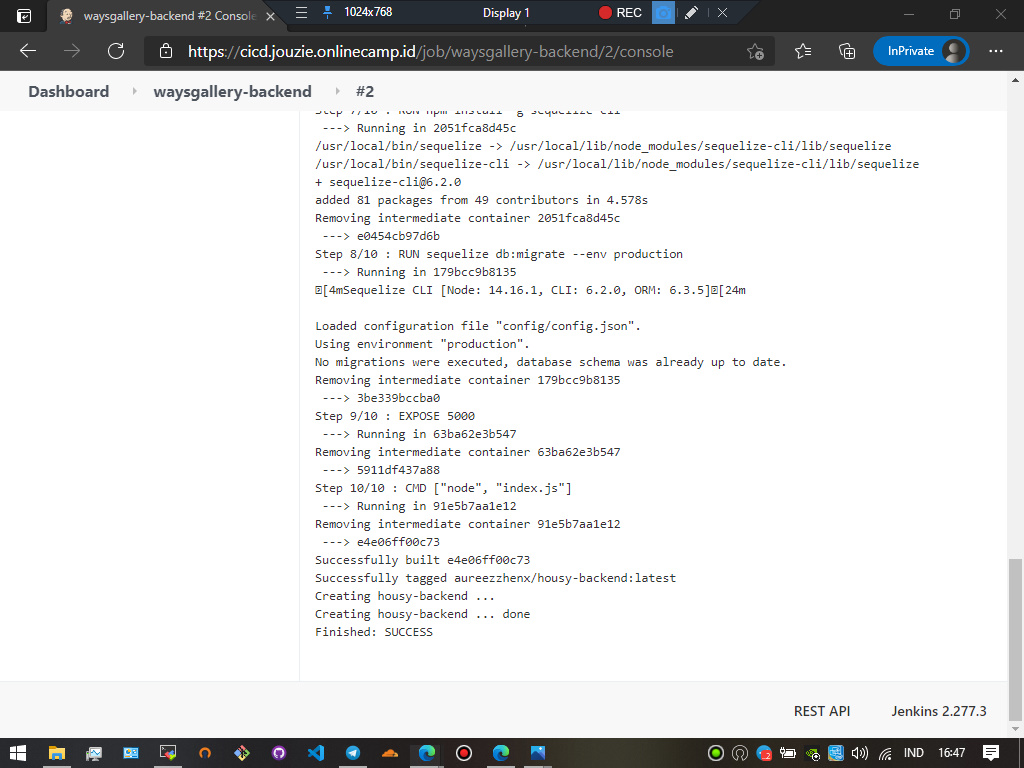 waysgallery-backend #2 Console
1024x768
Display 1
REC
https://cicd.jouzie.onlinecamp.id/job/waysgallery-backend/2/console
InPrivate
Dashboard
waysgallery-backend
#2
Step 7/10 : RUN npm install -g sequelize-cli
---> Running in 2051fca8d45c
/usr/local/bin/sequelize -> /usr/local/lib/node_modules/sequelize-cli/lib/sequelize
/usr/local/bin/sequelize-cli -> /usr/local/lib/node_modules/sequelize-cli/lib/sequelize
+ sequelize-cli@6.2.0
added 81 packages from 49 contributors in 4.578s
Removing intermediate container 2051fca8d45c
---> e0454cb97d6b
Step 8/10 : RUN sequelize db:migrate --env production
---> Running in 179bcc9b8135
[4mSequelize CLI [Node: 14.16.1, CLI: 6.2.0, ORM: 6.3.5][24m
Loaded configuration file "config/config.json".
Using environment "production".
No migrations were executed, database schema was already up to date.
Removing intermediate container 179bcc9b8135
---> 3be339bccba0
Step 9/10 : EXPOSE 5000
---> Running in 63ba62e3b547
Removing intermediate container 63ba62e3b547
---> 5911df437a88
Step 10/10 : CMD ["node", "index.js"]
---> Running in 91e5b7aa1e12
Removing intermediate container 91e5b7aa1e12
---> e4e06ff00c73
Successfully built e4e06ff00c73
Successfully tagged aureezzhenx/housy-backend:latest
Creating housy-backend ...
Creating housy-backend ... done
Finished: SUCCESS
REST API
Jenkins 2.277.3
IND
16:47